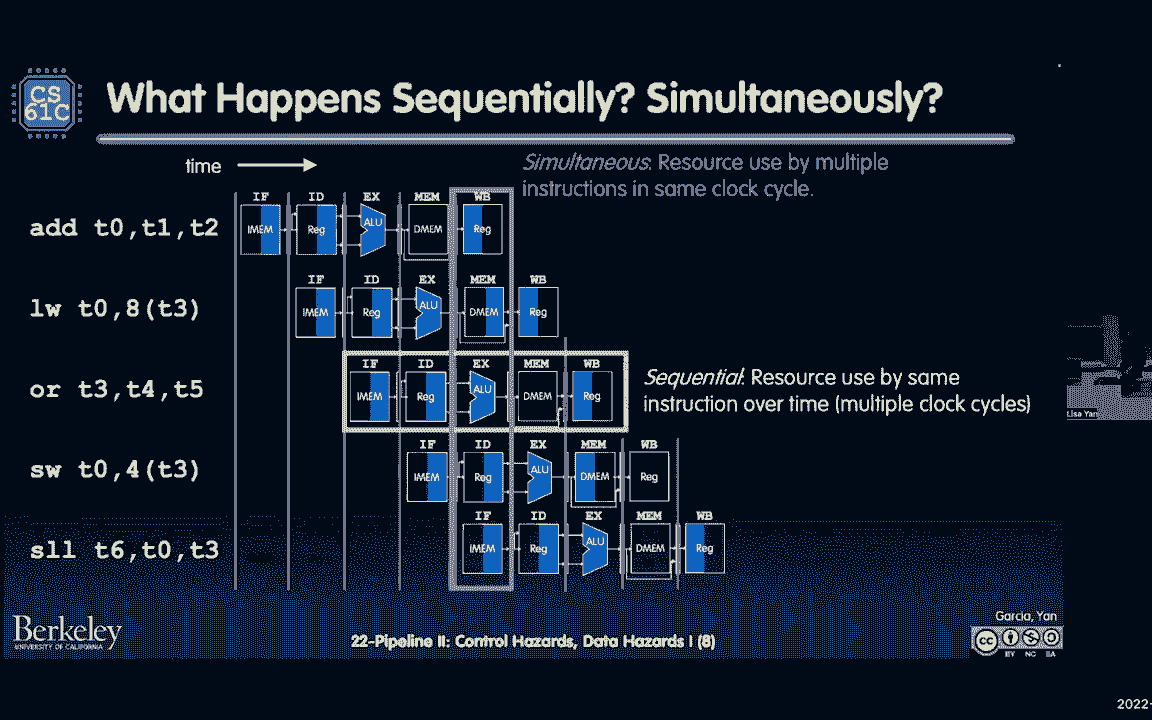 CS
61C
What Happens Sequentially? Simultaneously?
time
Simultaneous: Resource use by multiple
instructions in same clock cycle.
IF ID EX MEM WB
add t0,t1,t2
IMEM Reg ALU DMEM Reg
IF ID EX MEM WB
lw t0,8(t3)
IMEM Reg ALU DMEM Reg
IF ID EX MEM WB
or t3,t4,t5
IMEM Reg ALU DMEM Reg
Sequential: Resource use by same
instruction over time (multiple clock cycles)
Lisa Yan
IF ID EX MEM WB
sw t0,4(t3)
IMEM Reg ALU DMEM Reg
IF ID EX MEM WB
sll t6,t0,t3
IMEM Reg ALU DMEM Reg
Berkeley
UNIVERSITY OF CALIFORNIA
22-Pipeline II: Control Hazards, Data Hazards I (8)
Garcia, Yan
cc
BY NC SA
2022-